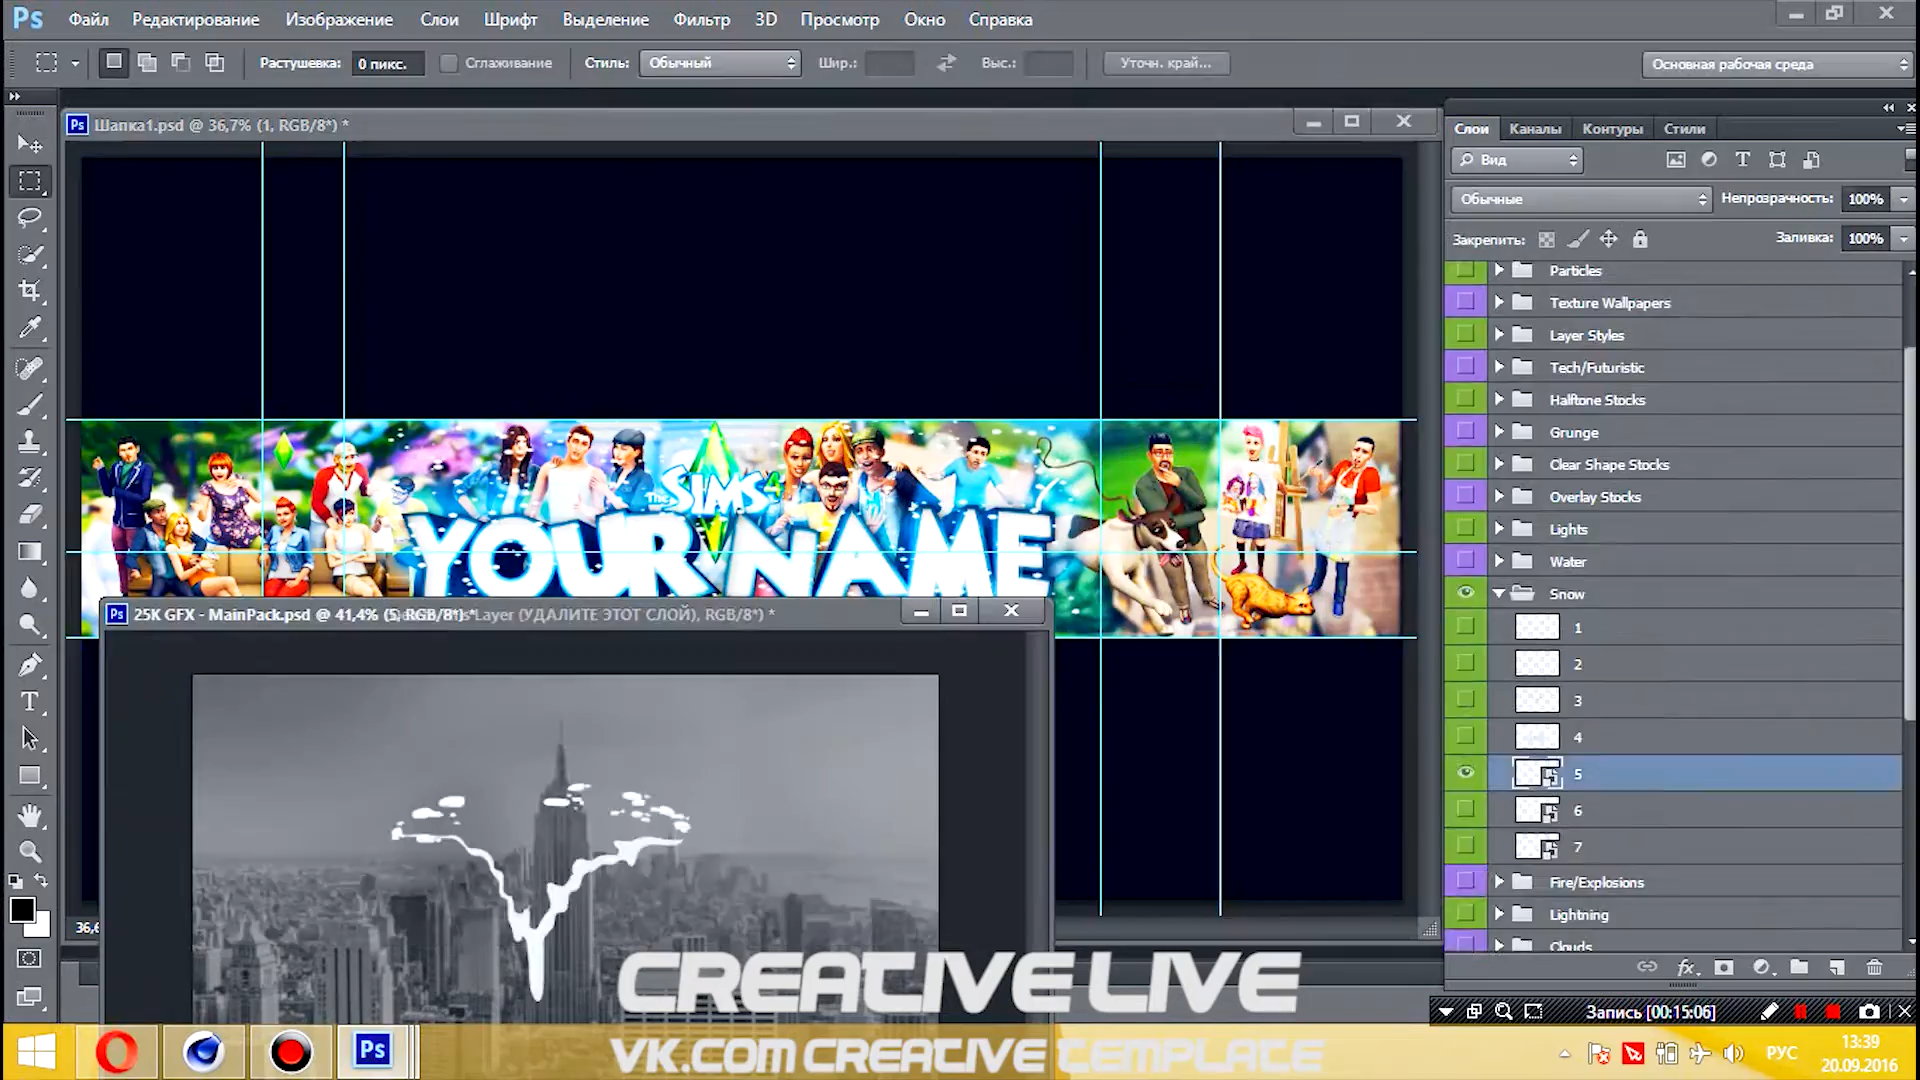 Ps Файл Редактирование Изображение Слои Шрифт Выделение Фильтр 3D Просмотр Окно Справка
Растушевка: 0 пикс. Сглаживание Стиль: Обычный Шир.: Выс.: Уточн. край... Основная рабочая среда
Ps Шапка1.psd @ 36,7% (1, RGB/8*) *
Слои Каналы Контуры Стили
Вид
Обычные Непрозрачность: 100%
Закрепить: Заливка: 100%
Particles
Texture Wallpapers
Layer Styles
Tech/Futuristic
Halftone Stocks
Grunge
Clear Shape Stocks
Overlay Stocks
Lights
Water
Snow
1
2
3
4
5
6
7
Fire/Explosions
Lightning
Clouds
The SIMS 4
YOUR NAME
Ps 25K GFX - MainPack.psd @ 41,4% (5, RGB/8*) * Layer (УДАЛИТЕ ЭТОТ СЛОЙ), RGB/8*) *
36,6
fx
CREATIVE LIVE
VK.COM CREATIVE TEMPLATE
Запись [00:15:06]
Ps
РУС
13:39
20.09.2016